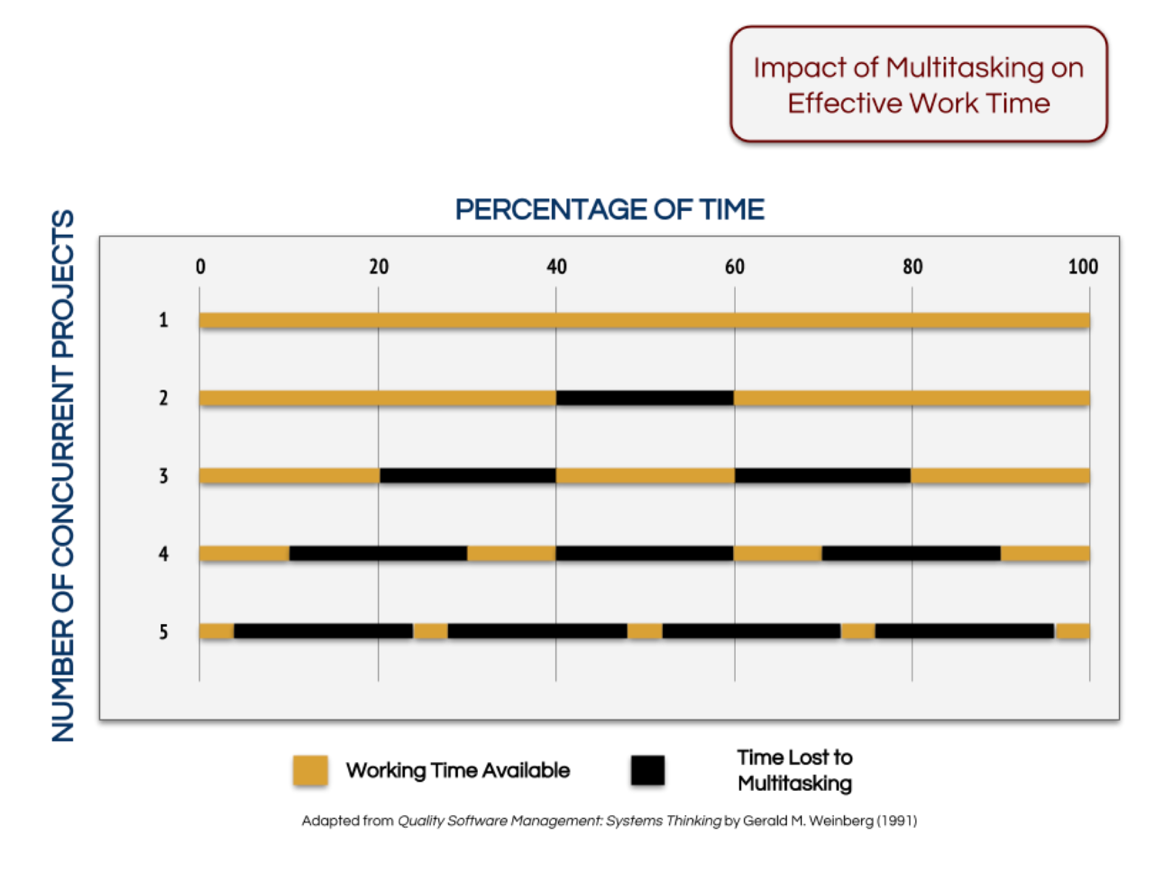 Impact of Multitasking on
Effective Work Time
PERCENTAGE OF TIME
NUMBER OF CONCURRENT PROJECTS
0 20 40 60 80 100
1
2
3
4
5
Working Time Available
Time Lost to
Multitasking
Adapted from Quality Software Management: Systems Thinking by Gerald M. Weinberg (1991)